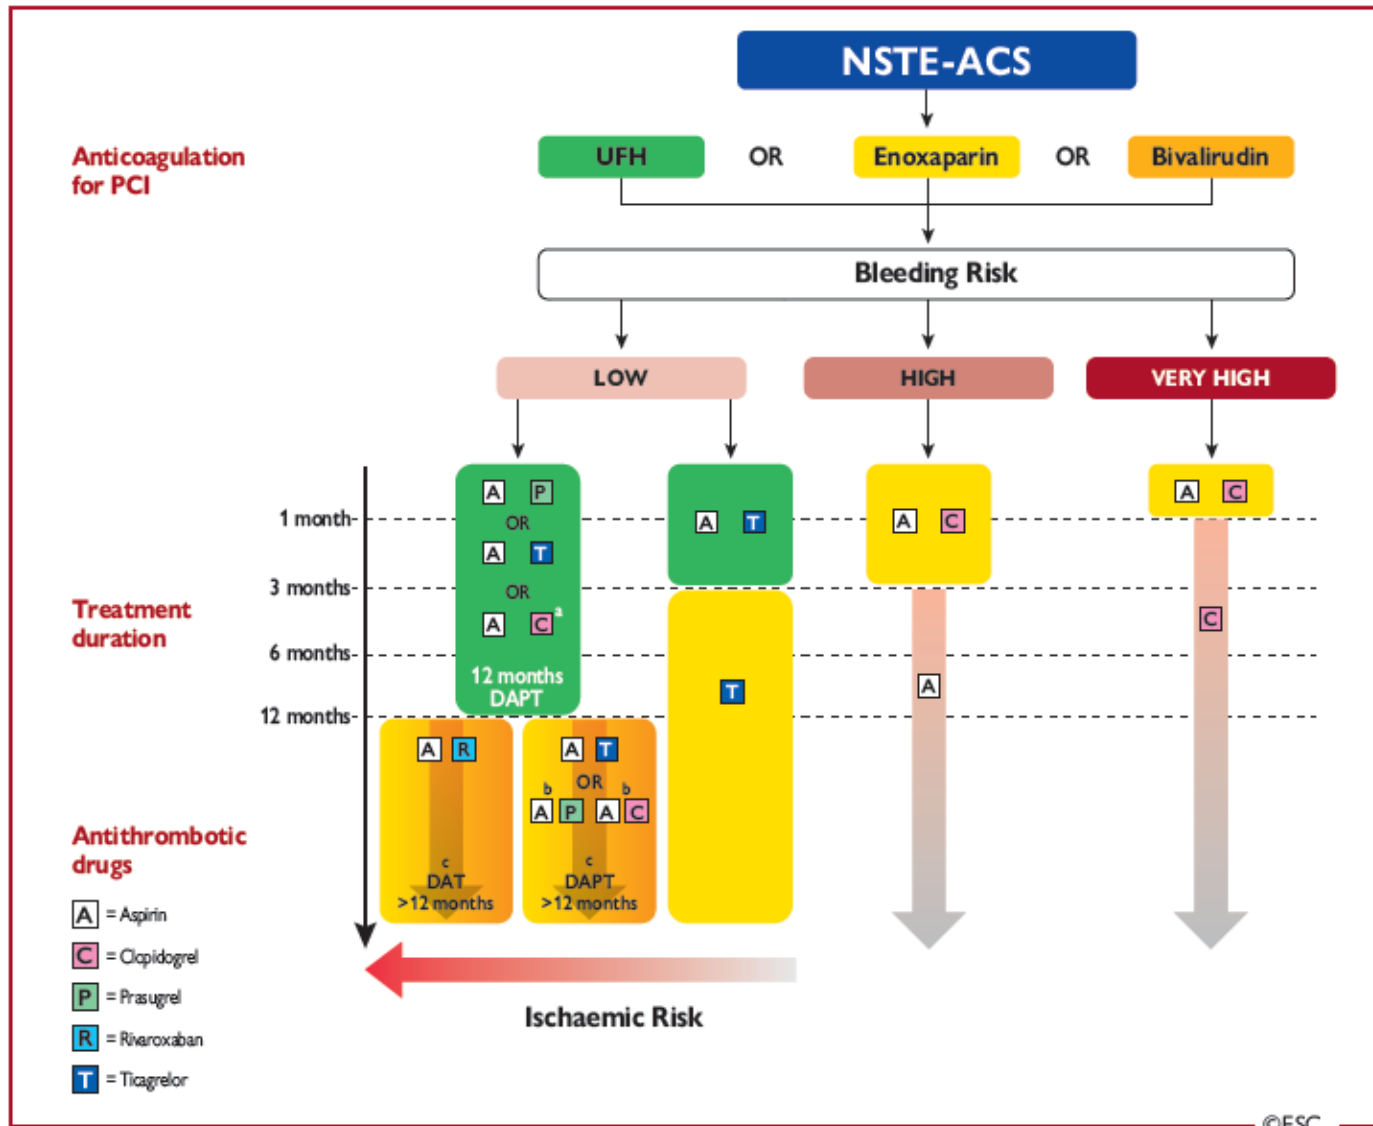 NSTE-ACS
Anticoagulation
for PCI
UFH OR Enoxaparin OR Bivalirudin
Bleeding Risk
LOW HIGH VERY HIGH
A P
OR
A T
OR
A C a
12 months
DAPT
A T
T
A C
A
A C
C
1 month
3 months
6 months
12 months
Treatment
duration
A R
c
DAT
>12 months
A T
OR
b b
A P A C
c
DAPT
>12 months
Ischaemic Risk
Antithrombotic
drugs
A = Aspirin
C = Clopidogrel
P = Prasugrel
R = Rivaroxaban
T = Ticagrelor
©ESC